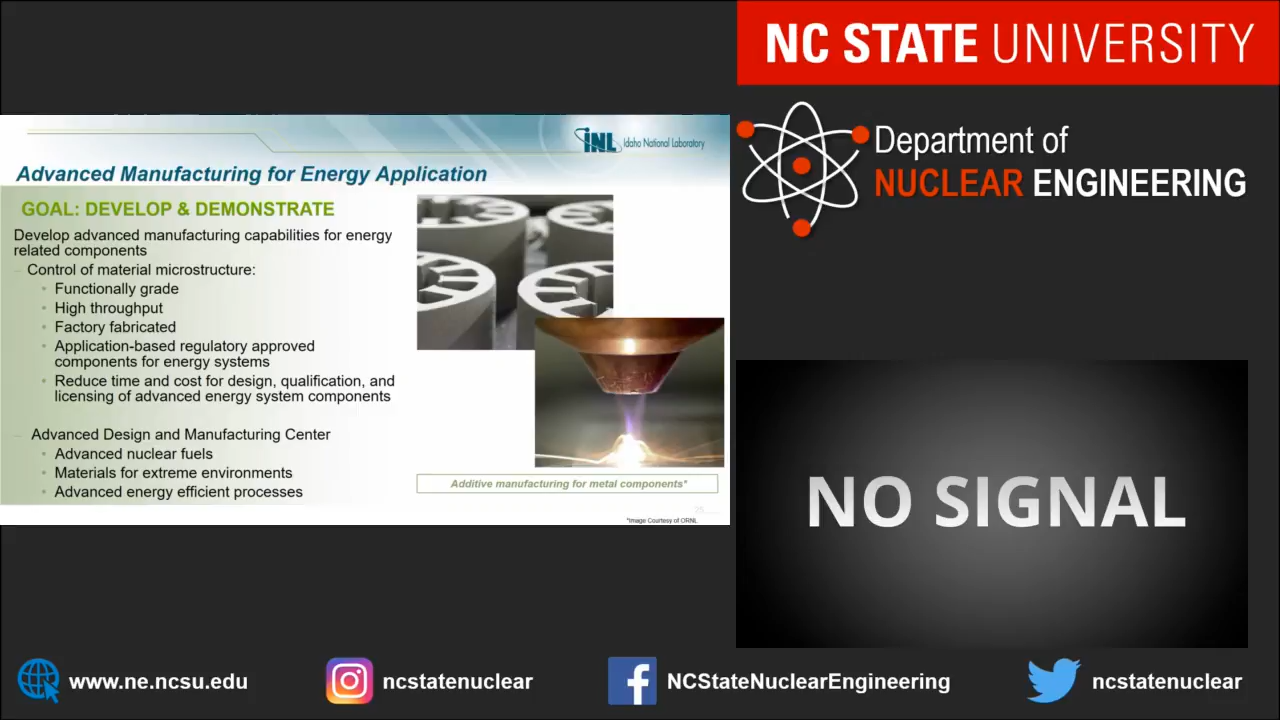 NC STATE UNIVERSITY
Department of
NUCLEAR ENGINEERING
INL Idaho National Laboratory
Advanced Manufacturing for Energy Application
GOAL: DEVELOP & DEMONSTRATE
Develop advanced manufacturing capabilities for energy
related components
– Control of material microstructure:
• Functionally grade
• High throughput
• Factory fabricated
• Application-based regulatory approved
components for energy systems
• Reduce time and cost for design, qualification, and
licensing of advanced energy system components
– Advanced Design and Manufacturing Center
• Advanced nuclear fuels
• Materials for extreme environments
• Advanced energy efficient processes
Additive manufacturing for metal components*
*Image Courtesy of ORNL
NO SIGNAL
www.ne.ncsu.edu
ncstatenuclear
NCStateNuclearEngineering
ncstatenuclear